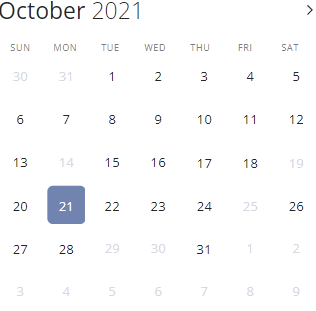 October 2021
SUN MON TUE WED THU FRI SAT
30 31 1 2 3 4 5
6 7 8 9 10 11 12
13 14 15 16 17 18 19
20 21 22 23 24 25 26
27 28 29 30 31 1 2
3 4 5 6 7 8 9